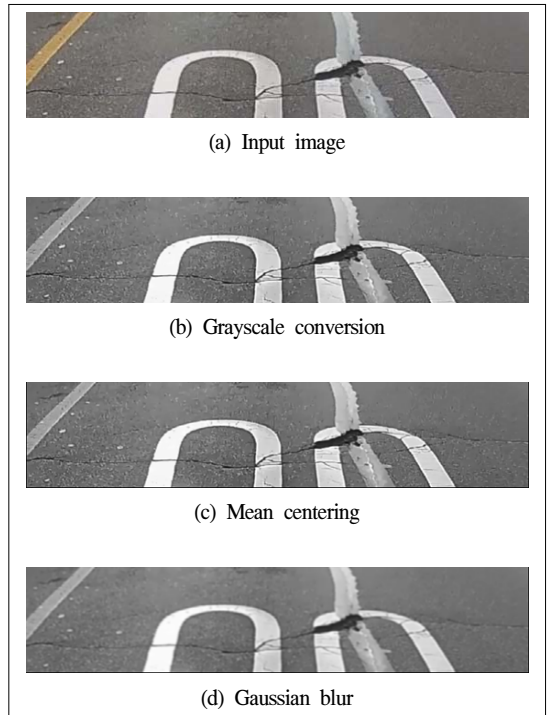 (a) Input image
(b) Grayscale conversion
(c) Mean centering
(d) Gaussian blur